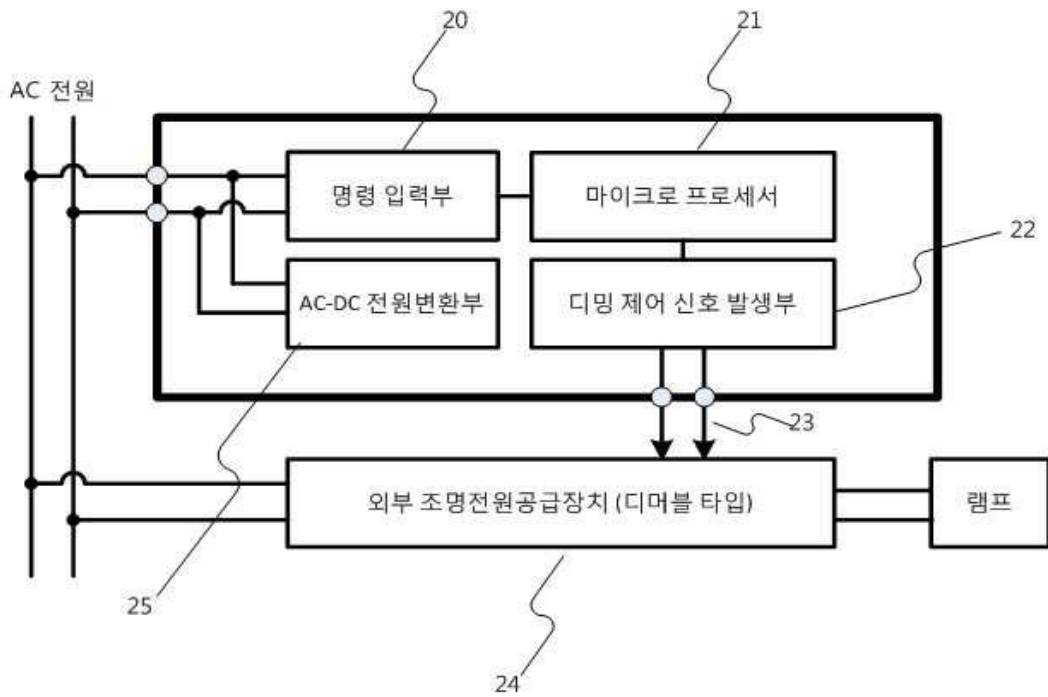 20
21
AC 전원
명령 입력부
마이크로 프로세서
22
AC-DC 전원변환부
디밍 제어 신호 발생부
23
외부 조명전원공급장치 (디머블 타입)
램프
25
24